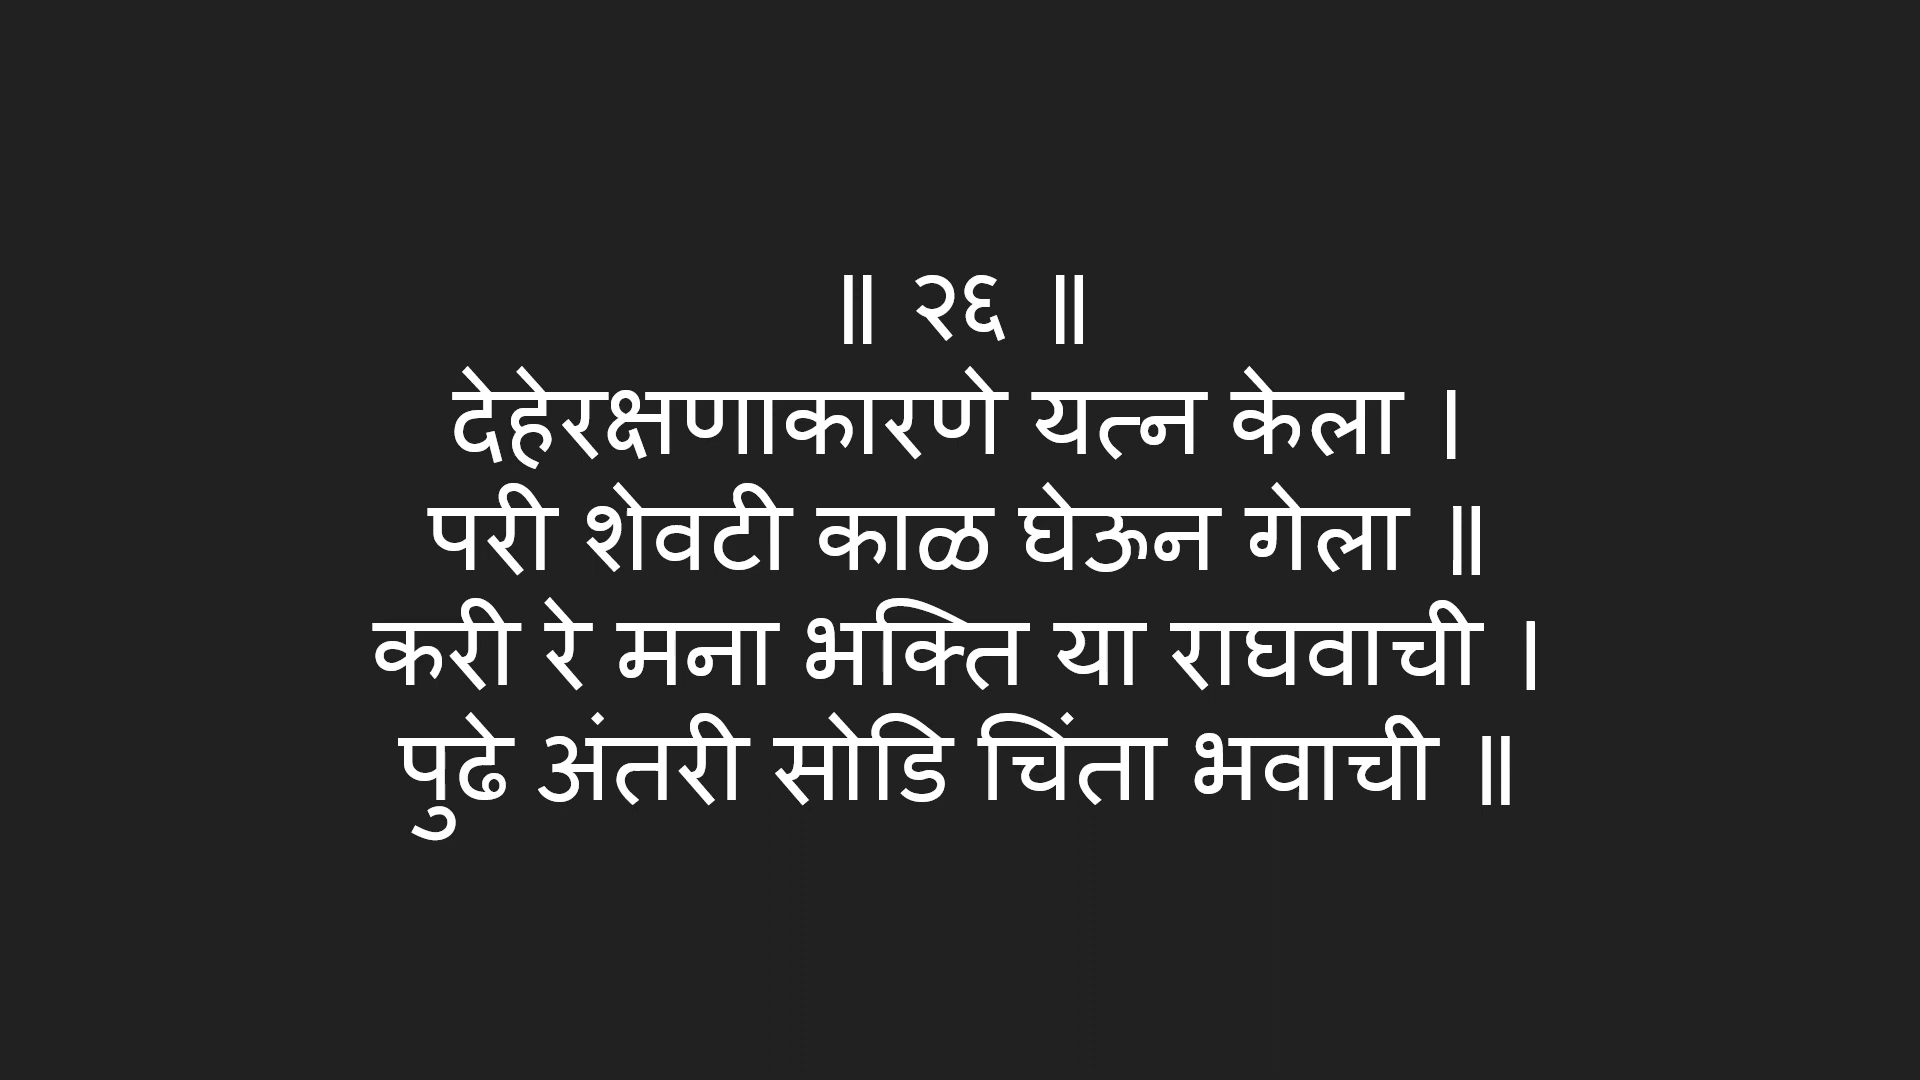 ॥ २६ ॥
देहेरक्षणाकारणे यत्न केला ।
परी शेवटी काळ घेऊन गेला ॥
करी रे मना भक्ति या राघवाची ।
पुढे अंतरी सोडि चिंता भवाची ॥